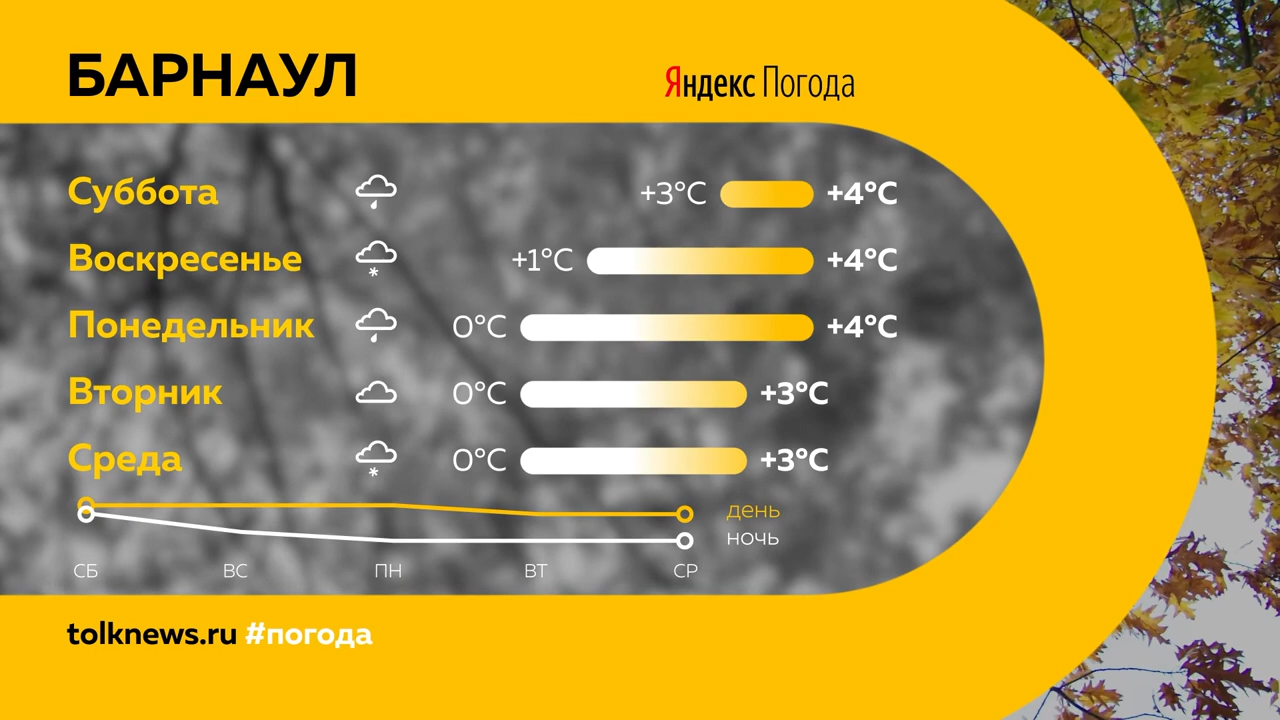 БАРНАУЛ
Яндекс Погода
Суббота +3°C +4°C
Воскресенье +1°C +4°C
Понедельник 0°C +4°C
Вторник 0°C +3°C
Среда 0°C +3°C
день
ночь
СБ ВС ПН ВТ СР
tolknews.ru #погода